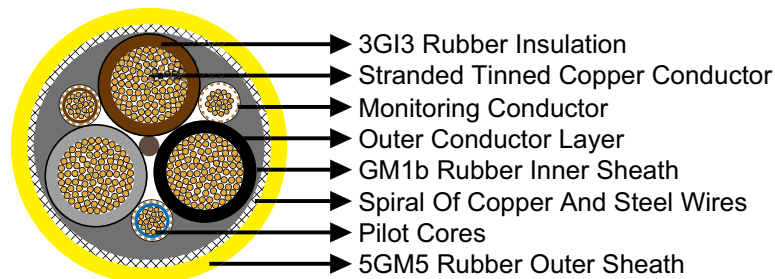 3GI3 Rubber Insulation
Stranded Tinned Copper Conductor
Monitoring Conductor
Outer Conductor Layer
GM1b Rubber Inner Sheath
Spiral Of Copper And Steel Wires
Pilot Cores
5GM5 Rubber Outer Sheath